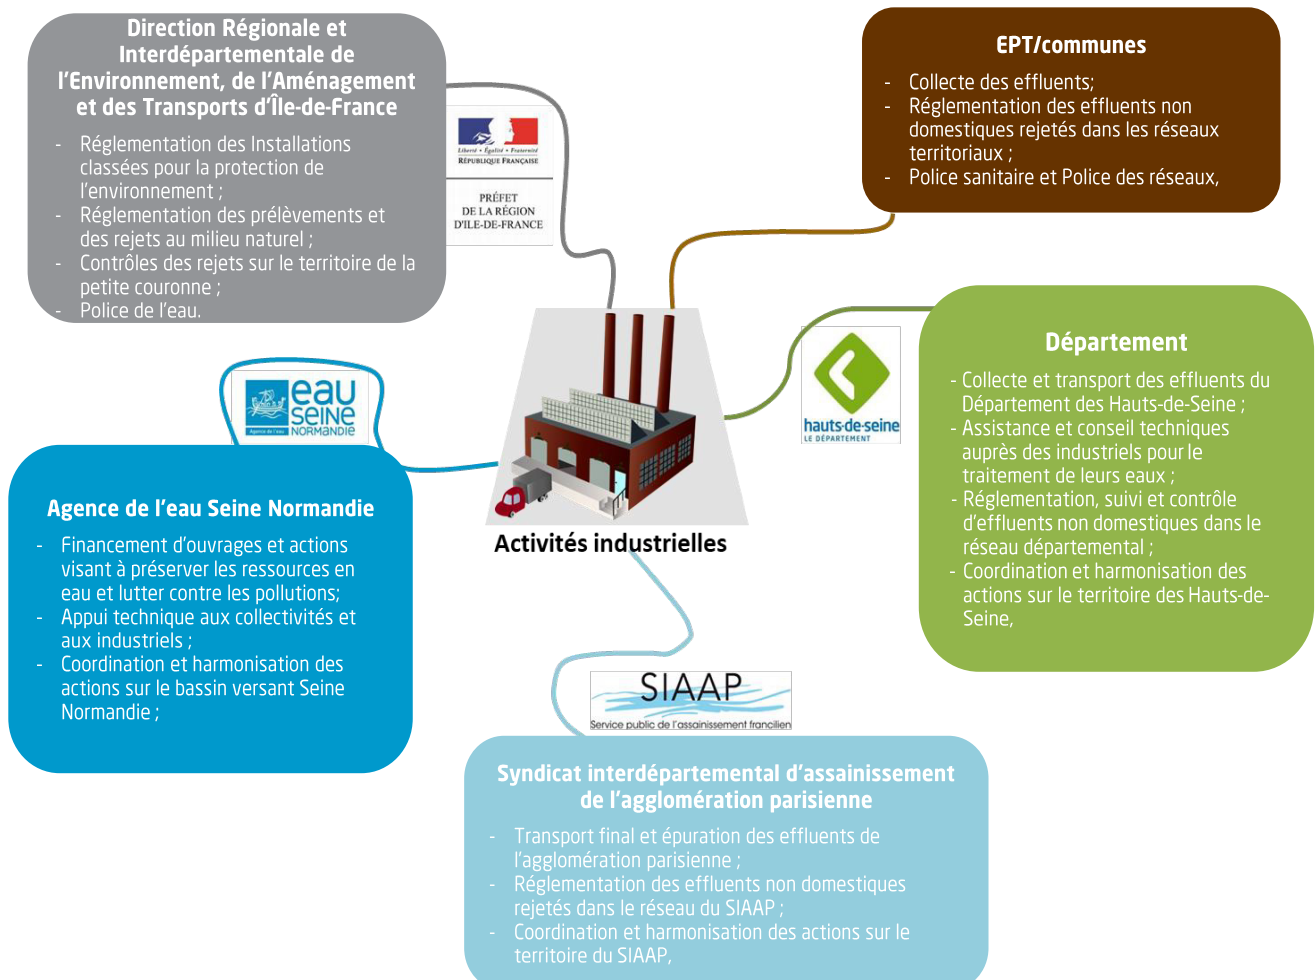 Direction Régionale et
Interdépartementale de
l'Environnement, de l'Aménagement
et des Transports d'Île-de-France
- Réglementation des Installations
classées pour la protection de
l'environnement ;
- Réglementation des prélèvements et
des rejets au milieu naturel ;
- Contrôles des rejets sur le territoire de la
petite couronne ;
- Police de l'eau.
Liberté • Égalité • Fraternité
RÉPUBLIQUE FRANÇAISE
PRÉFET
DE LA RÉGION
D'ILE-DE-FRANCE
EPT/communes
- Collecte des effluents;
- Réglementation des effluents non
domestiques rejetés dans les réseaux
territoriaux ;
- Police sanitaire et Police des réseaux,
hauts-de-seine
LE DÉPARTEMENT
Département
- Collecte et transport des effluents du
Département des Hauts-de-Seine ;
- Assistance et conseil techniques
auprès des industriels pour le
traitement de leurs eaux ;
- Réglementation, suivi et contrôle
d'effluents non domestiques dans le
réseau départemental ;
- Coordination et harmonisation des
actions sur le territoire des Hauts-de-
Seine,
eau
SEINE
NORMANDIE
Agence de l'eau
Agence de l'eau Seine Normandie
- Financement d'ouvrages et actions
visant à préserver les ressources en
eau et lutter contre les pollutions;
- Appui technique aux collectivités et
aux industriels ;
- Coordination et harmonisation des
actions sur le bassin versant Seine
Normandie ;
Activités industrielles
SIAAP
Service public de l'assainissement francilien
Syndicat interdépartemental d'assainissement
de l'agglomération parisienne
- Transport final et épuration des effluents de
l'agglomération parisienne ;
- Réglementation des effluents non domestiques
rejetés dans le réseau du SIAAP ;
- Coordination et harmonisation des actions sur le
territoire du SIAAP,